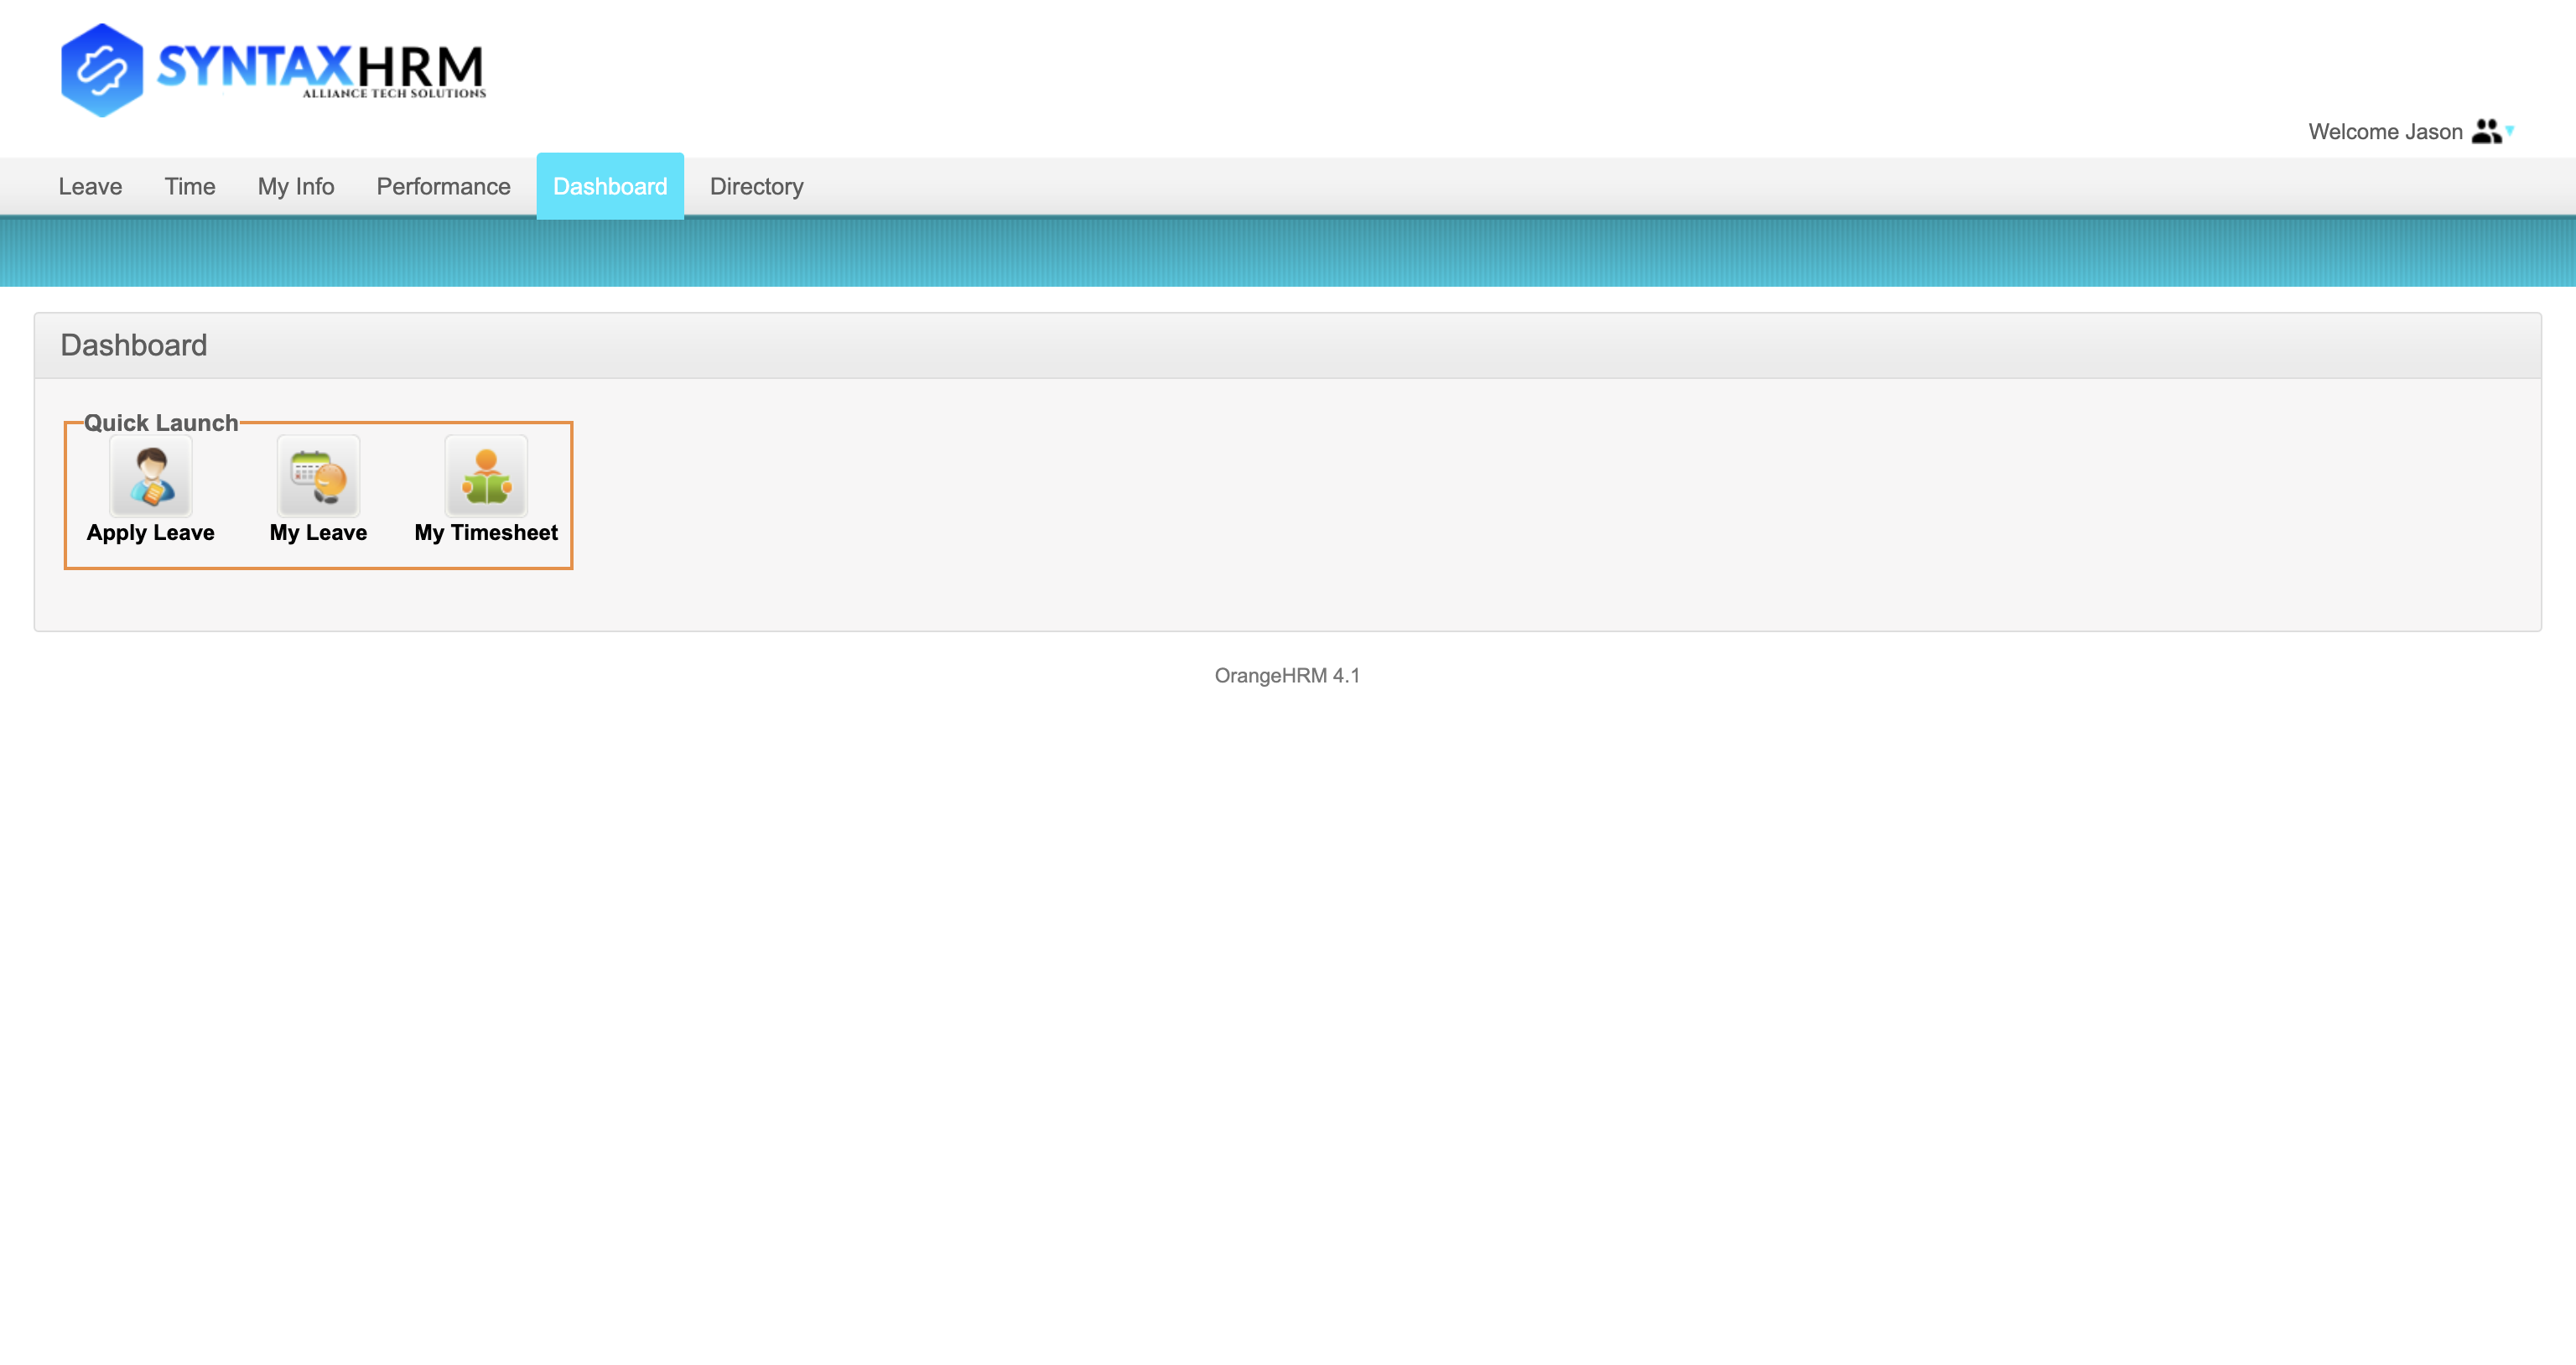 SYNTAXHRM
ALLIANCE TECH SOLUTIONS
Welcome Jason
Leave Time My Info Performance Dashboard Directory
Dashboard
Quick Launch
Apply Leave My Leave My Timesheet
OrangeHRM 4.1